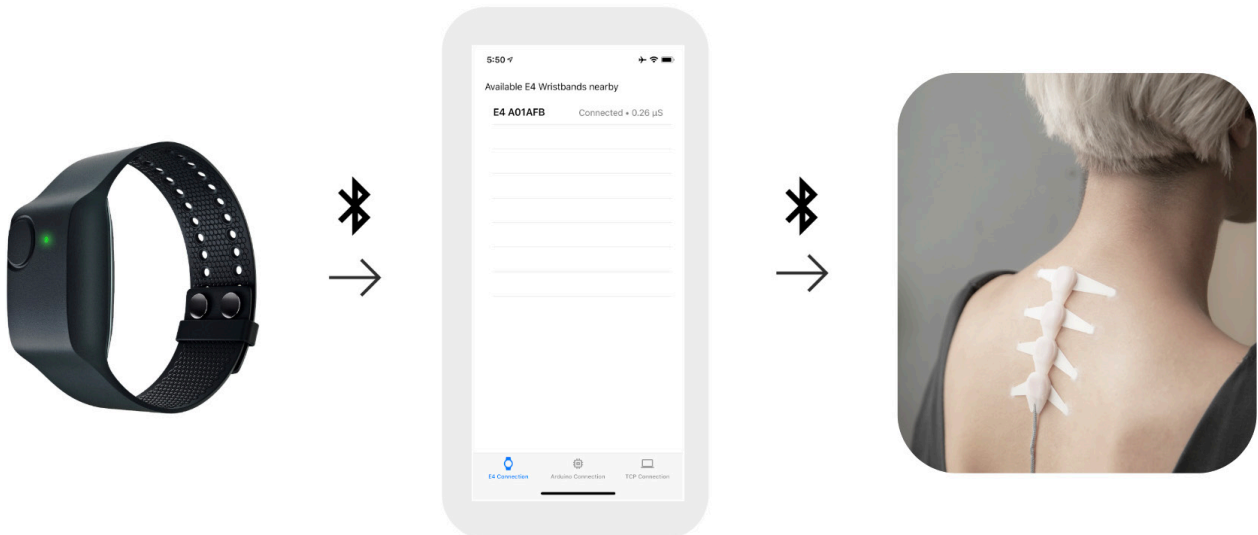 5:50
Available E4 Wristbands nearby
E4 A01AFB Connected • 0.26 µS
E4 Connection Arduino Connection TCP Connection